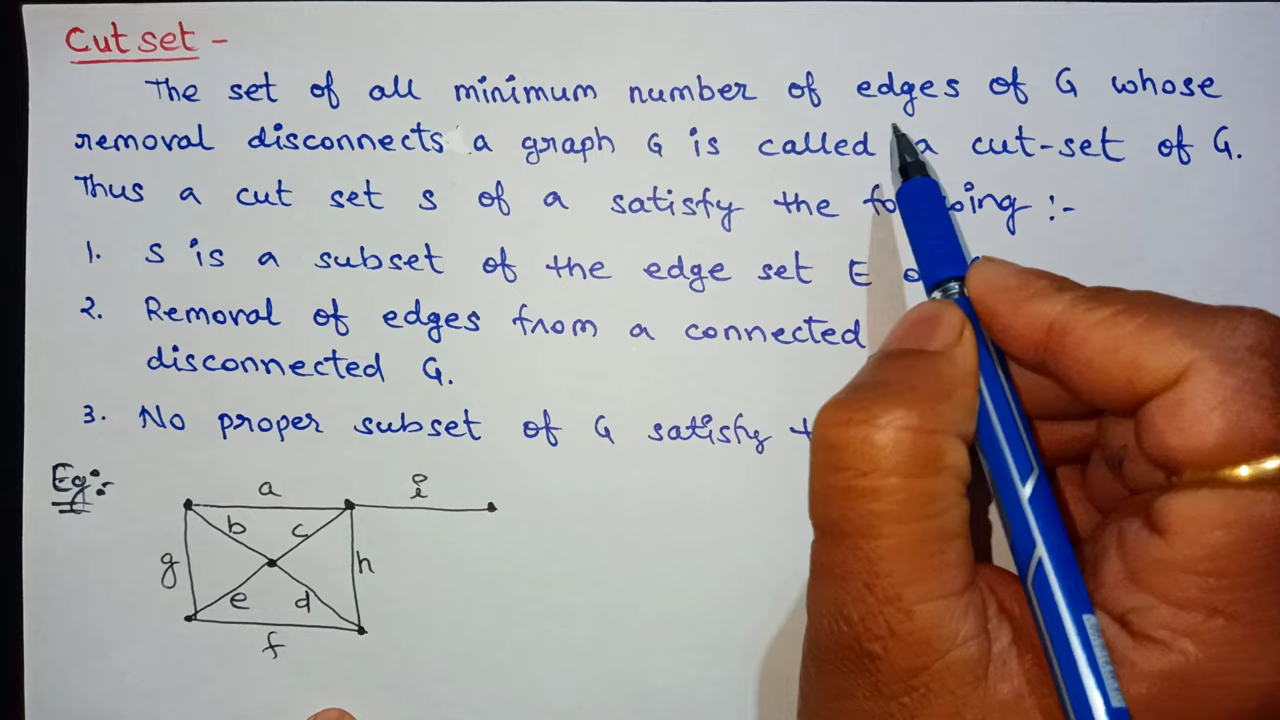 Cut set -
The set of all minimum number of edges of G whose
removal disconnects a graph G is called a cut-set of G.
Thus a cut set s of a satisfy the :-
1. S is a subset of the edge set E
2. Removal of edges from a connected
disconnected G.
3. No proper subset of G satisfy
Eg:-
a i
b c
g h
e d
f